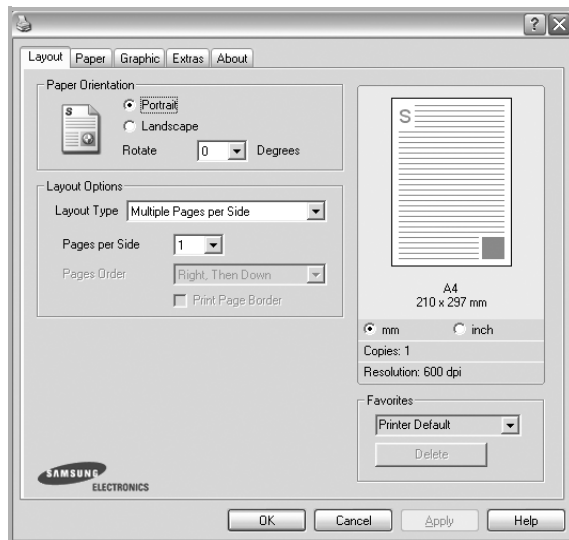 Layout Paper Graphic Extras About
Paper Orientation
S
Portrait
Landscape
Rotate 0 Degrees
Layout Options
Layout Type Multiple Pages per Side
Pages per Side 1
Pages Order Right, Then Down
Print Page Border
S
A4
210 x 297 mm
mm inch
Copies: 1
Resolution: 600 dpi
Favorites
Printer Default
Delete
SAMSUNG
ELECTRONICS
OK Cancel Apply Help